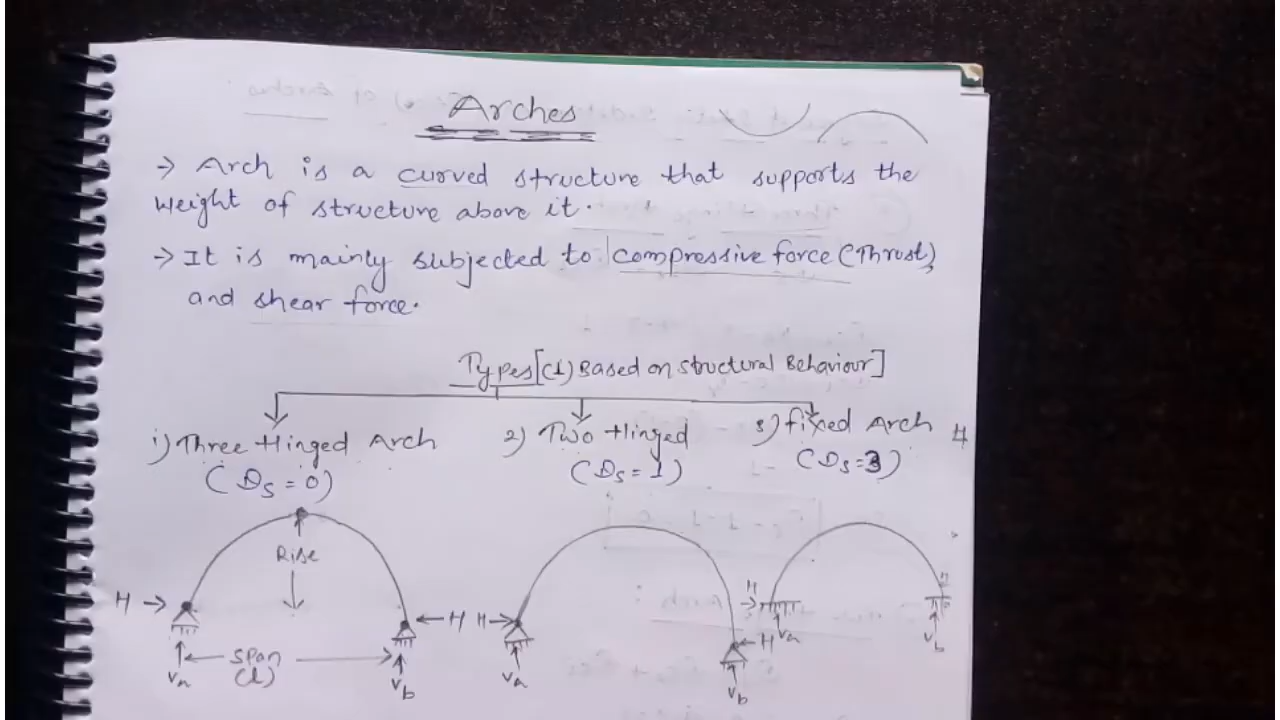 Arches
→ Arch is a curved structure that supports the
weight of structure above it.
→ It is mainly subjected to compressive force (Thrust)
and shear force.
Types [(1) Based on structural Behaviour]
1) Three Hinged Arch
(Ds = 0)
2) Two Hinged
(Ds = 1)
3) fixed Arch
(Ds = 3)
Rise
H → ← H
Va ← span → Vb
(l)
H → ← H
Va Vb
H → H
Va Vb